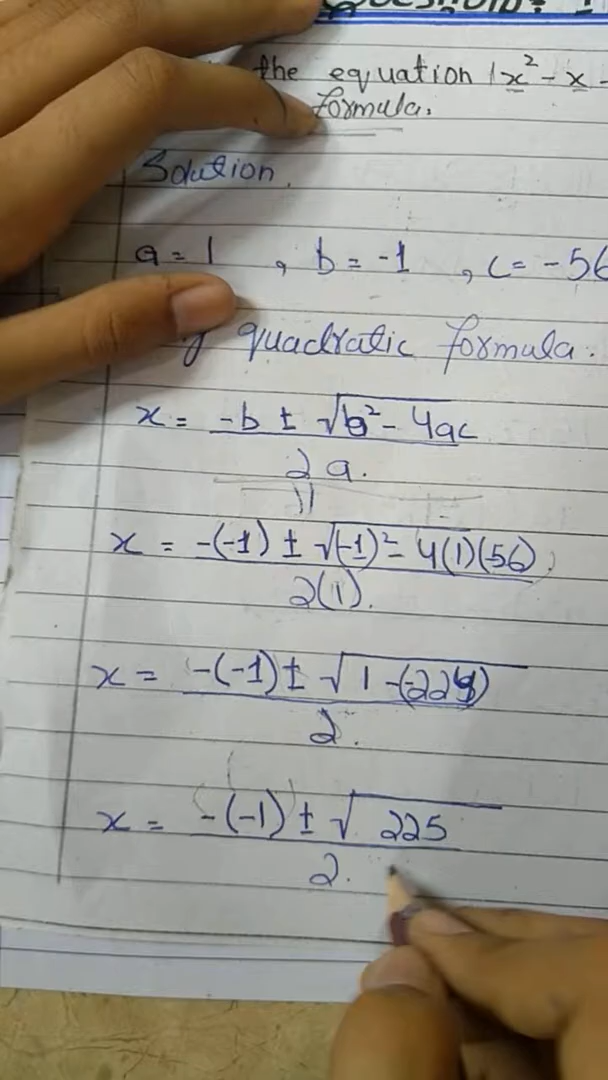 the equation 1x² - x -
formula.
Solution.
a = 1 , b = -1 , c = -56
quadratic formula.
x = -b ± √b² - 4ac
2a.
x = -(-1) ± √(-1)² - 4(1)(56)
2(1).
x = -(-1) ± √1 - (-224)
2.
x = -(-1) ± √225
2.